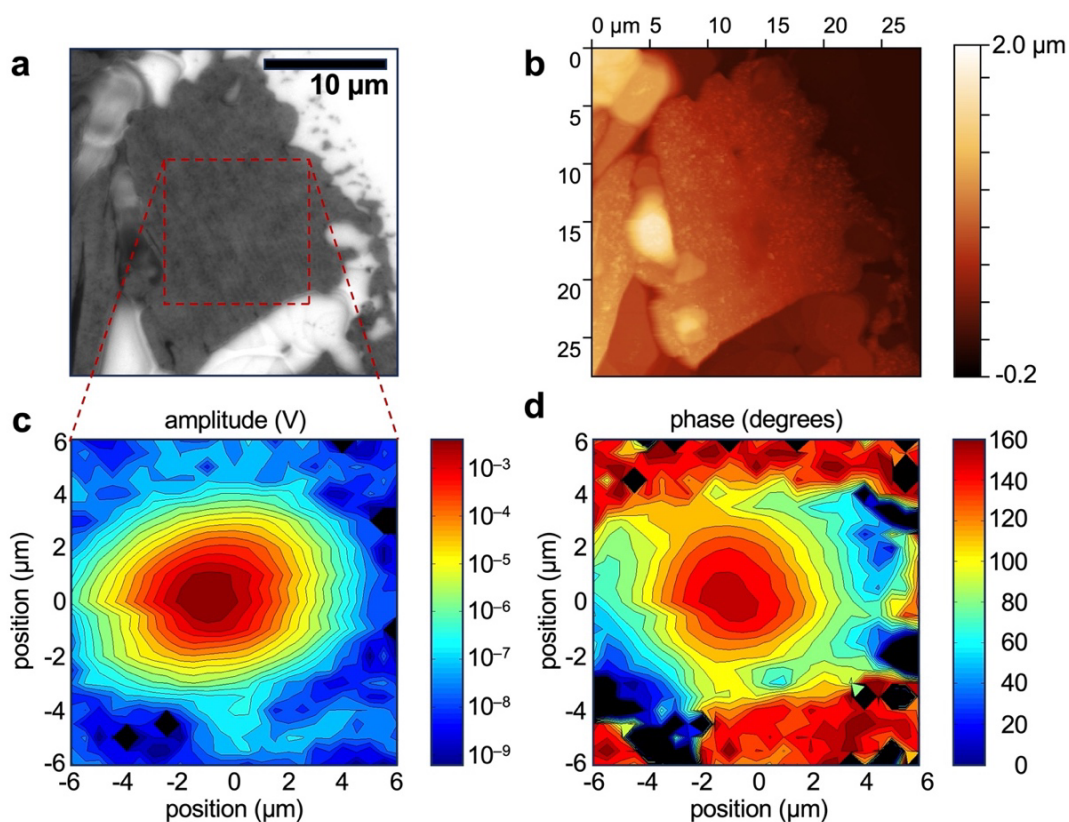 a
10 µm
b
0 µm 5 10 15 20 25
0
5
10
15
20
25
2.0 µm
-0.2
c
amplitude (V)
6
4
2
0
-2
-4
-6
position (µm)
-6 -4 -2 0 2 4 6
position (µm)
10⁻³
10⁻⁴
10⁻⁵
10⁻⁶
10⁻⁷
10⁻⁸
10⁻⁹
d
phase (degrees)
6
4
2
0
-2
-4
-6
position (µm)
-6 -4 -2 0 2 4 6
position (µm)
160
140
120
100
80
60
40
20
0